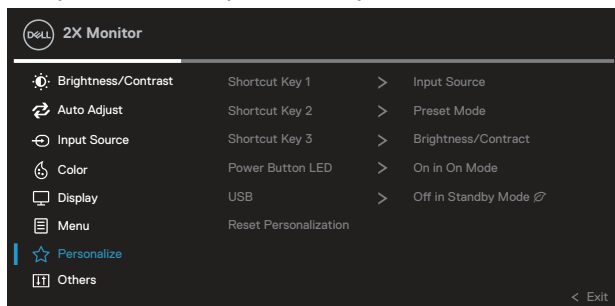 DELL 2X Monitor
Brightness/Contrast Shortcut Key 1 > Input Source
Auto Adjust Shortcut Key 2 > Preset Mode
Input Source Shortcut Key 3 > Brightness/Contract
Color Power Button LED > On in On Mode
Display USB > Off in Standby Mode
Menu Reset Personalization
Personalize
Others
< Exit